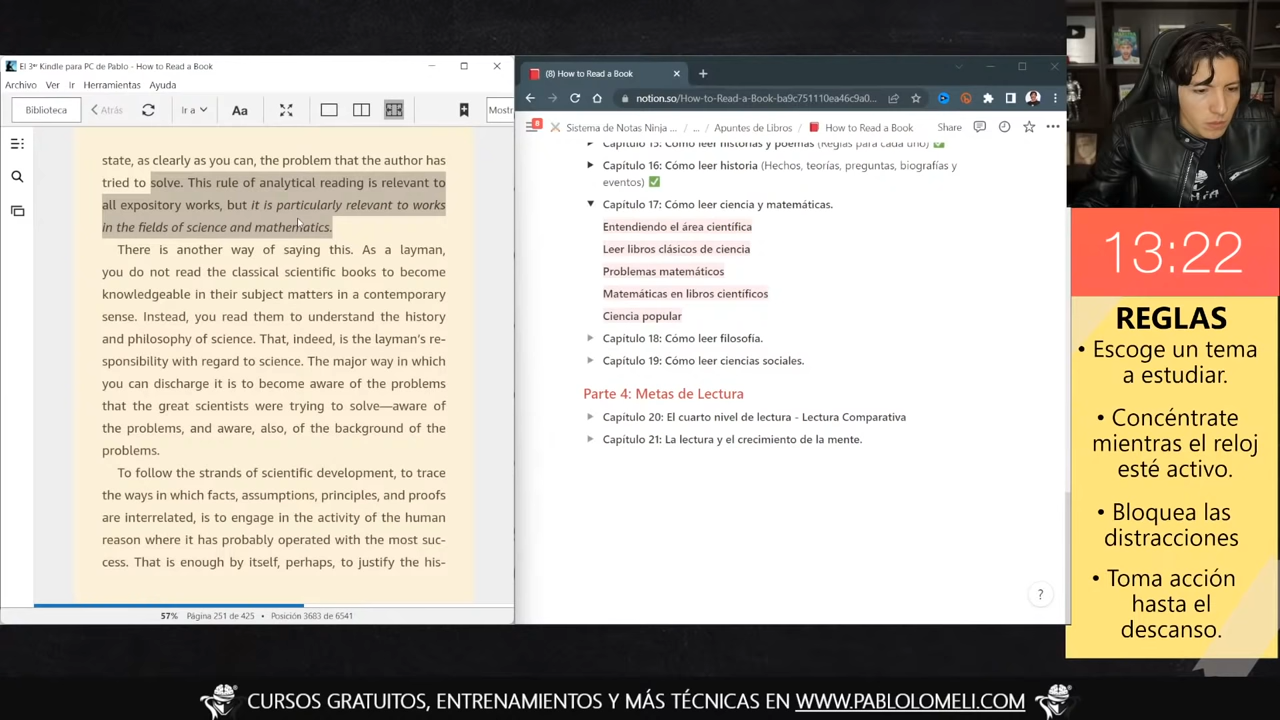 El 3er Kindle para PC de Pablo - How to Read a Book
Archivo Ver Ir Herramientas Ayuda
Biblioteca Atrás Ir a Aa Mostr
state, as clearly as you can, the problem that the author has
tried to solve. This rule of analytical reading is relevant to
all expository works, but it is particularly relevant to works
in the fields of science and mathematics.
There is another way of saying this. As a layman,
you do not read the classical scientific books to become
knowledgeable in their subject matters in a contemporary
sense. Instead, you read them to understand the history
and philosophy of science. That, indeed, is the layman's re-
sponsibility with regard to science. The major way in which
you can discharge it is to become aware of the problems
that the great scientists were trying to solve—aware of
the problems, and aware, also, of the background of the
problems.
To follow the strands of scientific development, to trace
the ways in which facts, assumptions, principles, and proofs
are interrelated, is to engage in the activity of the human
reason where it has probably operated with the most suc-
cess. That is enough by itself, perhaps, to justify the his-
57% Página 251 de 425 • Posición 3683 de 6541
(8) How to Read a Book
notion.so/How-to-Read-a-Book-ba9c751110ea46c9a0...
8 Sistema de Notas Ninja / ... / Apuntes de Libros / How to Read a Book Share
Capítulo 15: Cómo leer historias y poemas (Reglas para cada uno)
Capítulo 16: Cómo leer historia (Hechos, teorías, preguntas, biografías y
eventos)
Capítulo 17: Cómo leer ciencia y matemáticas.
Entendiendo el área científica
Leer libros clásicos de ciencia
Problemas matemáticos
Matemáticas en libros científicos
Ciencia popular
Capítulo 18: Cómo leer filosofía.
Capítulo 19: Cómo leer ciencias sociales.
Parte 4: Metas de Lectura
Capítulo 20: El cuarto nivel de lectura - Lectura Comparativa
Capítulo 21: La lectura y el crecimiento de la mente.
?
13:22
REGLAS
• Escoge un tema
a estudiar.
• Concéntrate
mientras el reloj
esté activo.
• Bloquea las
distracciones
• Toma acción
hasta el
descanso.
CURSOS GRATUITOS, ENTRENAMIENTOS Y MÁS TÉCNICAS EN WWW.PABLOLOMELI.COM